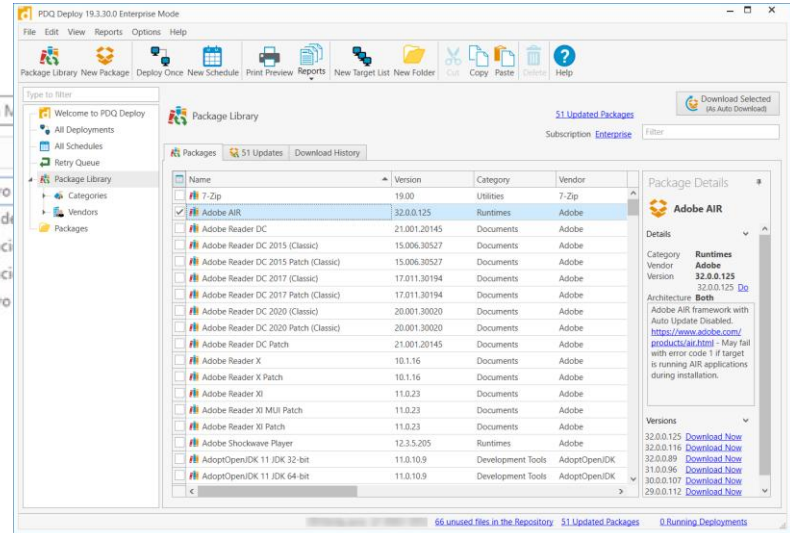 PDQ Deploy 19.3.30.0 Enterprise Mode
File Edit View Reports Options Help
Package Library New Package Deploy Once New Schedule Print Preview Reports New Target List New Folder Cut Copy Paste Delete Help
Type to filter
Welcome to PDQ Deploy
All Deployments
All Schedules
Retry Queue
Package Library
Categories
Vendors
Packages
Package Library
51 Updated Packages
Subscription Enterprise
Download Selected
(As Auto Download)
Filter
Packages 51 Updates Download History
Name Version Category Vendor
7-Zip 19.00 Utilities 7-Zip
Adobe AIR 32.0.0.125 Runtimes Adobe
Adobe Reader DC 21.001.20145 Documents Adobe
Adobe Reader DC 2015 (Classic) 15.006.30527 Documents Adobe
Adobe Reader DC 2015 Patch (Classic) 15.006.30527 Documents Adobe
Adobe Reader DC 2017 (Classic) 17.011.30194 Documents Adobe
Adobe Reader DC 2017 Patch (Classic) 17.011.30194 Documents Adobe
Adobe Reader DC 2020 (Classic) 20.001.30020 Documents Adobe
Adobe Reader DC 2020 Patch (Classic) 20.001.30020 Documents Adobe
Adobe Reader DC Patch 21.001.20145 Documents Adobe
Adobe Reader X 10.1.16 Documents Adobe
Adobe Reader X Patch 10.1.16 Documents Adobe
Adobe Reader XI 11.0.23 Documents Adobe
Adobe Reader XI MUI Patch 11.0.23 Documents Adobe
Adobe Reader XI Patch 11.0.23 Documents Adobe
Adobe Shockwave Player 12.3.5.205 Runtimes Adobe
AdoptOpenJDK 11 JDK 32-bit 11.0.10.9 Development Tools AdoptOpenJDK
AdoptOpenJDK 11 JDK 64-bit 11.0.10.9 Development Tools AdoptOpenJDK
Package Details
Adobe AIR
Details
Category Runtimes
Vendor Adobe
Version 32.0.0.125
32.0.0.125 Do
Architecture Both
Adobe AIR framework with
Auto Update Disabled.
https://www.adobe.com/
products/air.html - May fail
with error code 1 if target
is running AIR applications
during installation.
Versions
32.0.0.125 Download Now
32.0.0.116 Download Now
32.0.0.89 Download Now
31.0.0.96 Download Now
30.0.0.107 Download Now
29.0.0.112 Download Now
66 unused files in the Repository 51 Updated Packages 0 Running Deployments